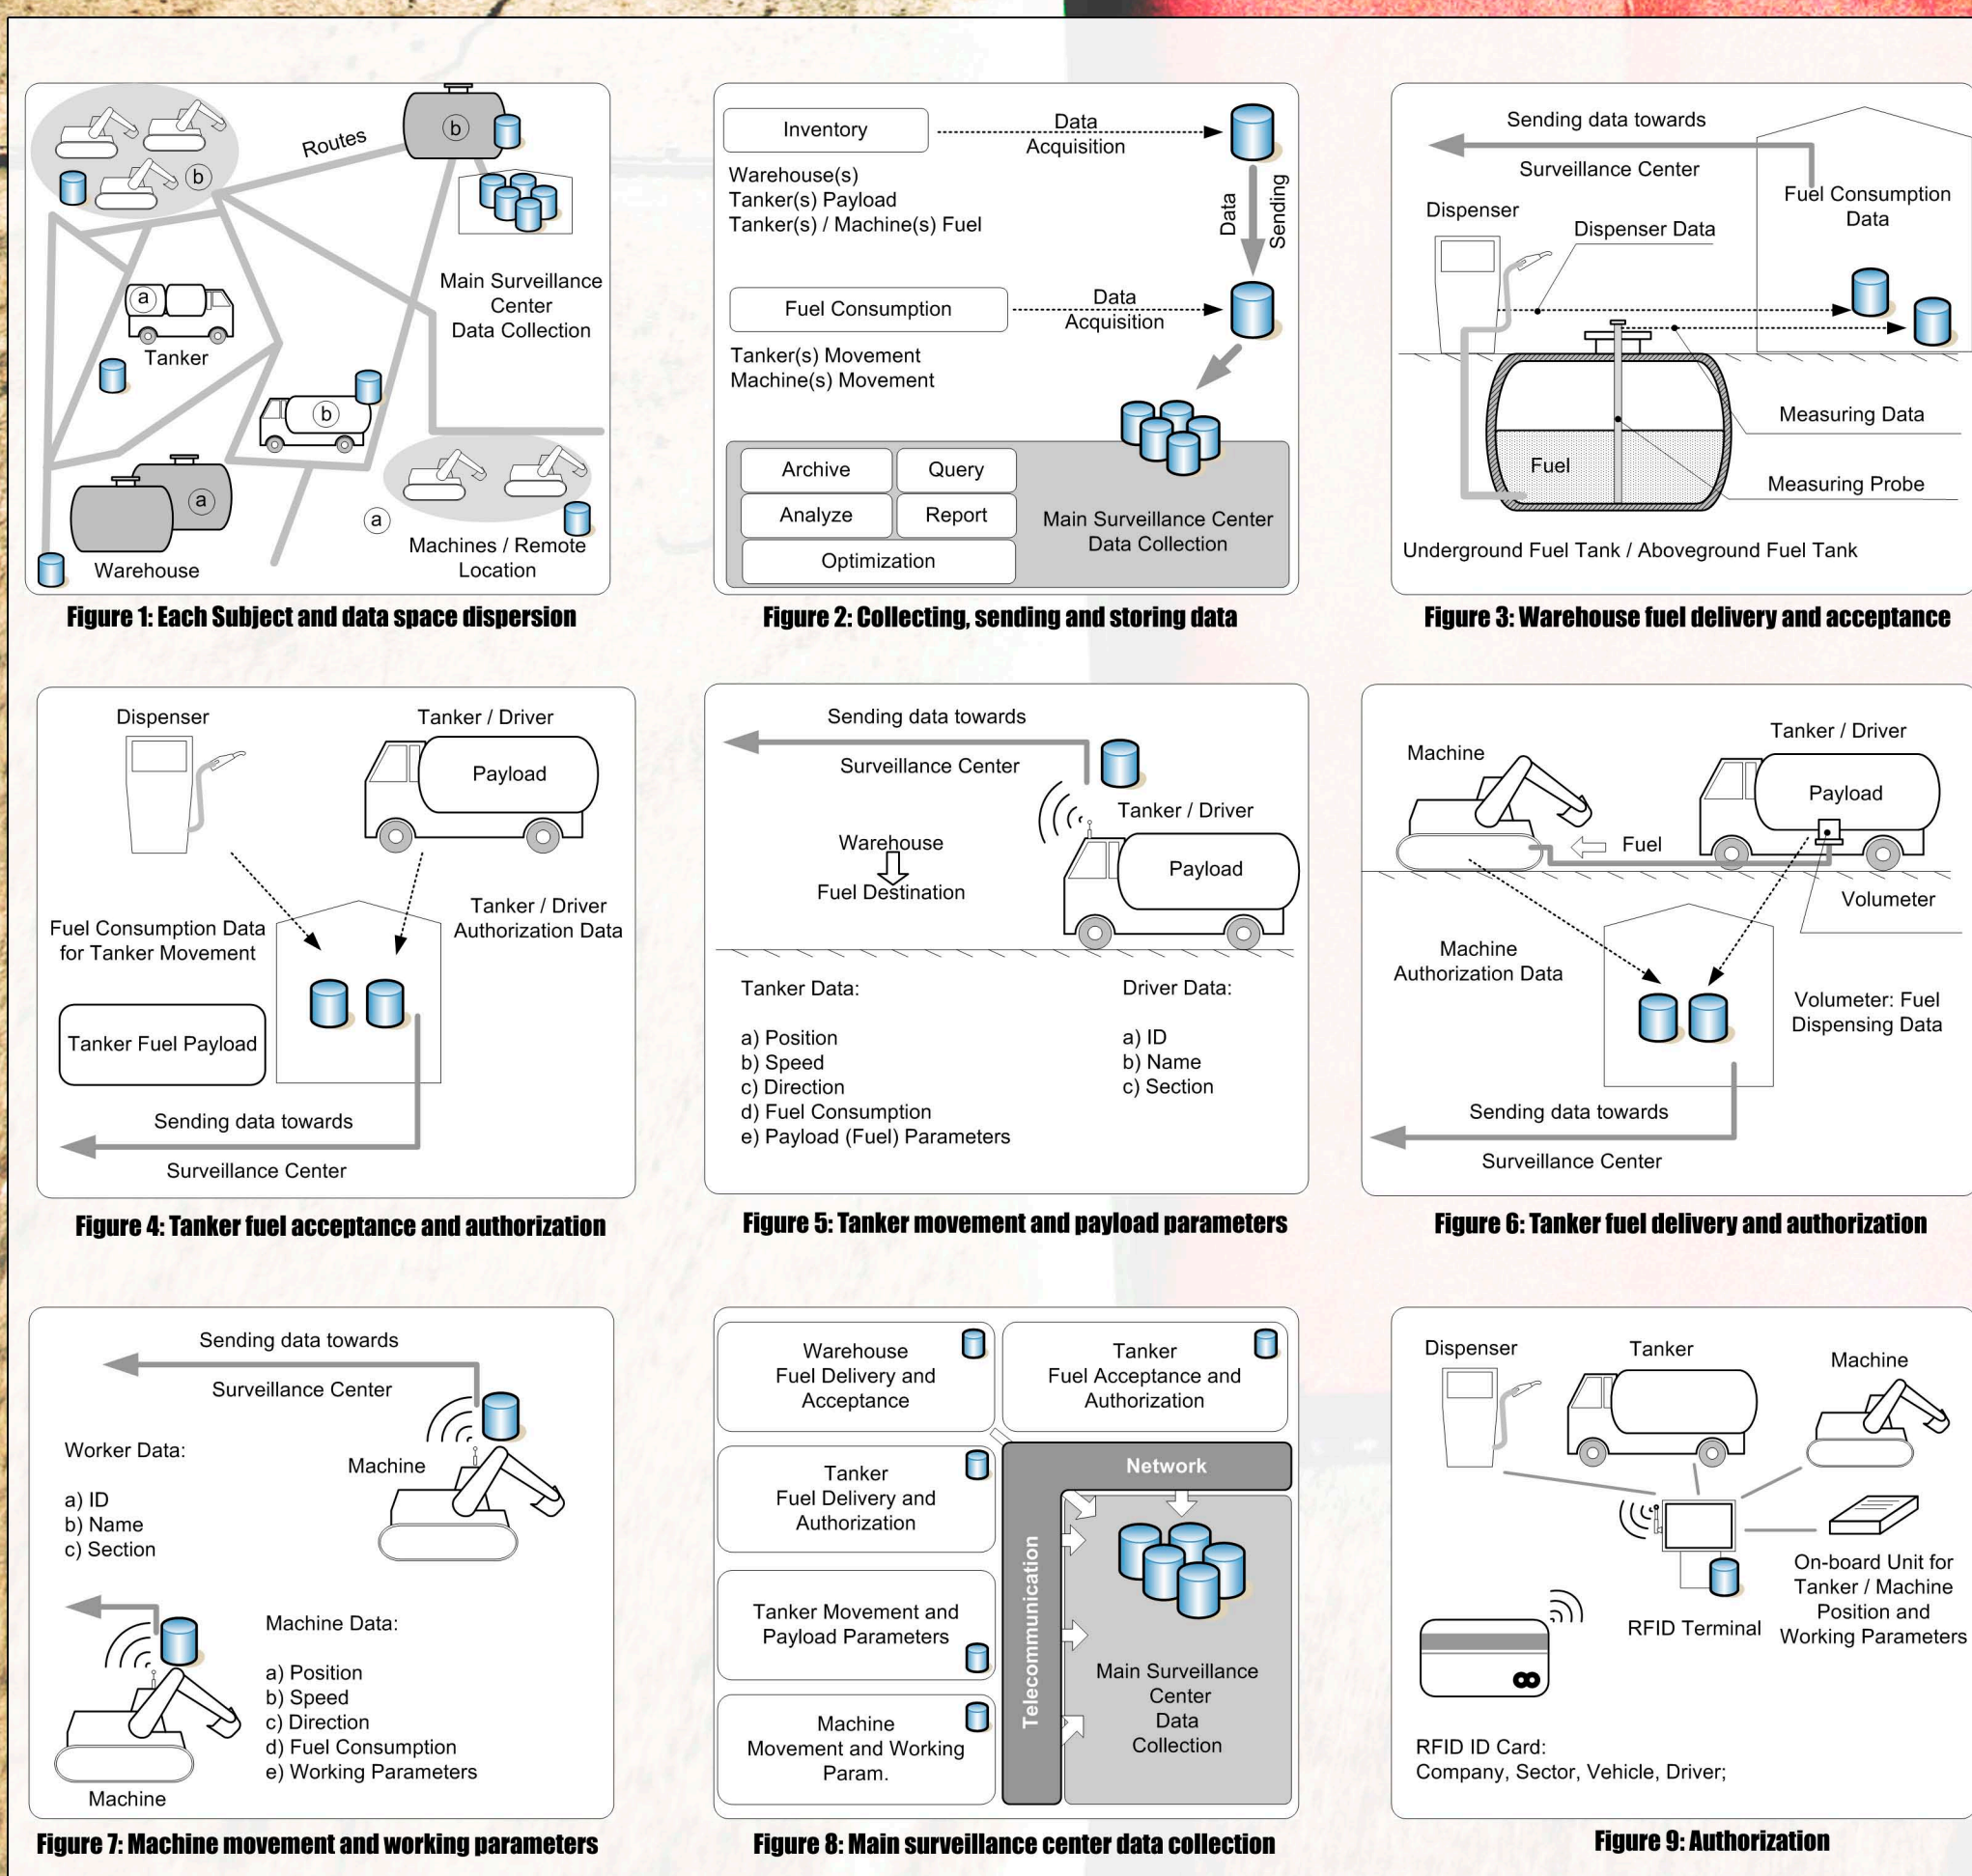 b
Routes
b
Main Surveillance
Center
Data Collection
a
Tanker
b
a
a
Warehouse
Machines / Remote
Location
Figure 1: Each Subject and data space dispersion
Inventory
Data
Acquisition
Warehouse(s)
Tanker(s) Payload
Tanker(s) / Machine(s) Fuel
Data
Sending
Fuel Consumption
Data
Acquisition
Tanker(s) Movement
Machine(s) Movement
Archive
Query
Analyze
Report
Optimization
Main Surveillance Center
Data Collection
Figure 2: Collecting, sending and storing data
Sending data towards
Surveillance Center
Fuel Consumption
Data
Dispenser
Dispenser Data
Measuring Data
Fuel
Measuring Probe
Underground Fuel Tank / Aboveground Fuel Tank
Figure 3: Warehouse fuel delivery and acceptance
Dispenser
Tanker / Driver
Payload
Fuel Consumption Data
for Tanker Movement
Tanker / Driver
Authorization Data
Tanker Fuel Payload
Sending data towards
Surveillance Center
Figure 4: Tanker fuel acceptance and authorization
Sending data towards
Surveillance Center
Tanker / Driver
Warehouse
Fuel Destination
Payload
Tanker Data:
a) Position
b) Speed
c) Direction
d) Fuel Consumption
e) Payload (Fuel) Parameters
Driver Data:
a) ID
b) Name
c) Section
Figure 5: Tanker movement and payload parameters
Machine
Tanker / Driver
Payload
Fuel
Volumeter
Machine
Authorization Data
Volumeter: Fuel
Dispensing Data
Sending data towards
Surveillance Center
Figure 6: Tanker fuel delivery and authorization
Sending data towards
Surveillance Center
Worker Data:
a) ID
b) Name
c) Section
Machine
Machine Data:
a) Position
b) Speed
c) Direction
d) Fuel Consumption
e) Working Parameters
Machine
Figure 7: Machine movement and working parameters
Warehouse
Fuel Delivery and
Acceptance
Tanker
Fuel Acceptance and
Authorization
Tanker
Fuel Delivery and
Authorization
Network
Telecommunication
Tanker Movement and
Payload Parameters
Machine
Movement and Working
Param.
Main Surveillance
Center
Data
Collection
Figure 8: Main surveillance center data collection
Dispenser
Tanker
Machine
RFID Terminal
On-board Unit for
Tanker / Machine
Position and
Working Parameters
RFID ID Card:
Company, Sector, Vehicle, Driver;
Figure 9: Authorization